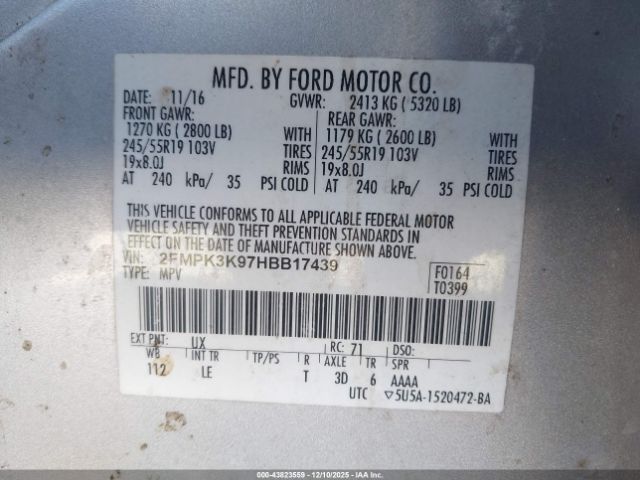 MFD. BY FORD MOTOR CO.
DATE: 11/16 GVWR: 2413 KG ( 5320 LB)
FRONT GAWR: REAR GAWR:
1270 KG ( 2800 LB) WITH 1179 KG ( 2600 LB) WITH
245/55R19 103V TIRES 245/55R19 103V TIRES
19x8.0J RIMS 19x8.0J RIMS
AT 240 kPa/ 35 PSI COLD AT 240 kPa/ 35 PSI COLD
THIS VEHICLE CONFORMS TO ALL APPLICABLE FEDERAL MOTOR
VEHICLE SAFETY AND THEFT PREVENTION STANDARDS IN
EFFECT ON THE DATE OF MANUFACTURE SHOWN ABOVE.
VIN: 2FMPK3K97HBB17439 F0164
TYPE: MPV T0399
EXT PNT: UX RC: 71 DSO:
WB INT TR TP/PS R AXLE TR SPR
112 LE T 3D 6 AAAA
UTC ▽5U5A-1520472-BA
000-43823559 — 12/10/2025 — IAAI.CA